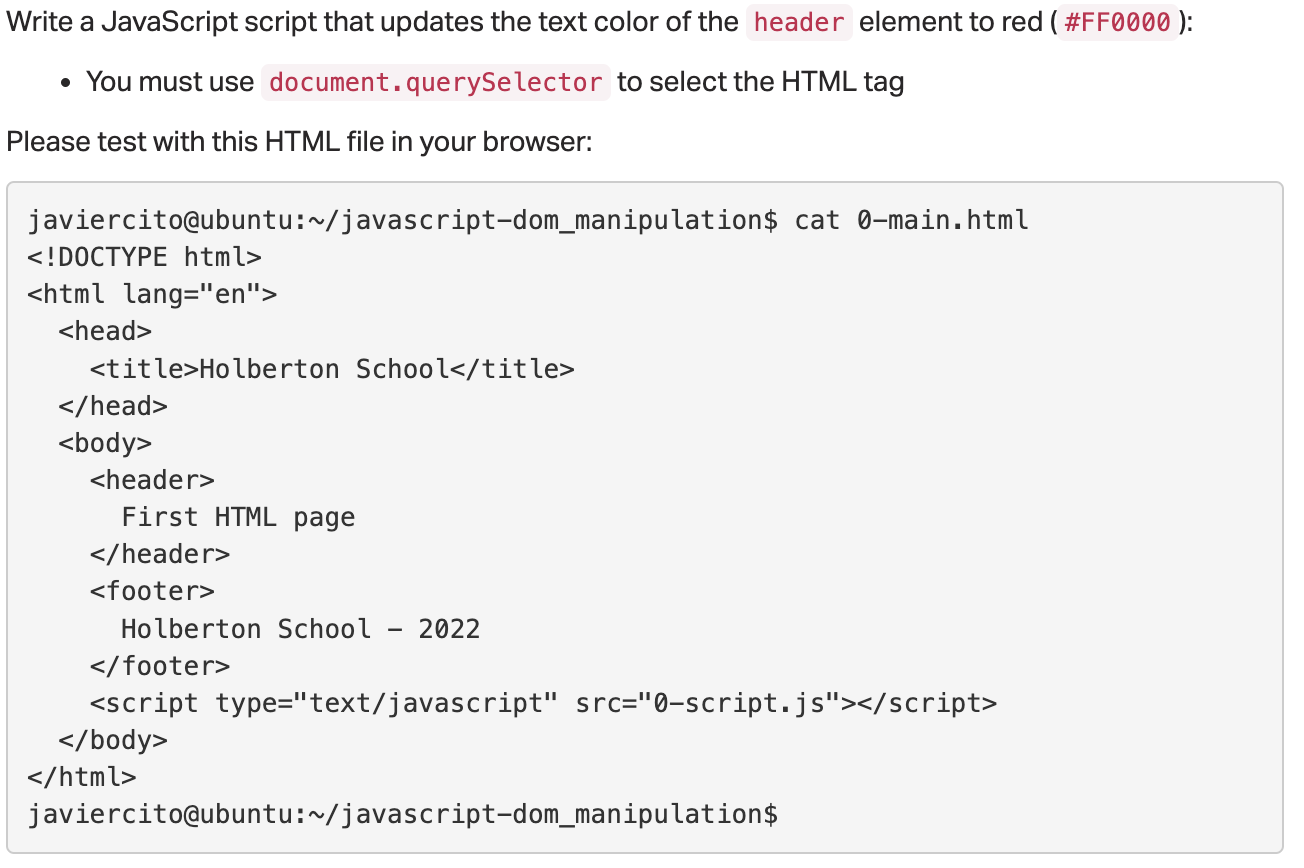 Write a JavaScript script that updates the text color of the header element to red (#FF0000):
• You must use document.querySelector to select the HTML tag
Please test with this HTML file in your browser:
javiercito@ubuntu:~/javascript-dom_manipulation$ cat 0-main.html
<!DOCTYPE html>
<html lang="en">
  <head>
    <title>Holberton School</title>
  </head>
  <body>
    <header>
      First HTML page
    </header>
    <footer>
      Holberton School - 2022
    </footer>
    <script type="text/javascript" src="0-script.js"></script>
  </body>
</html>
javiercito@ubuntu:~/javascript-dom_manipulation$